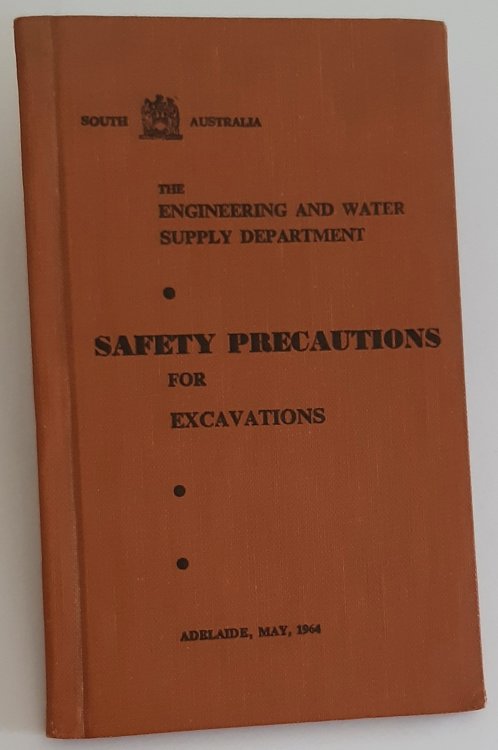 SOUTH AUSTRALIA
THE
ENGINEERING AND WATER
SUPPLY DEPARTMENT
SAFETY PRECAUTIONS
FOR
EXCAVATIONS
ADELAIDE, MAY, 1964